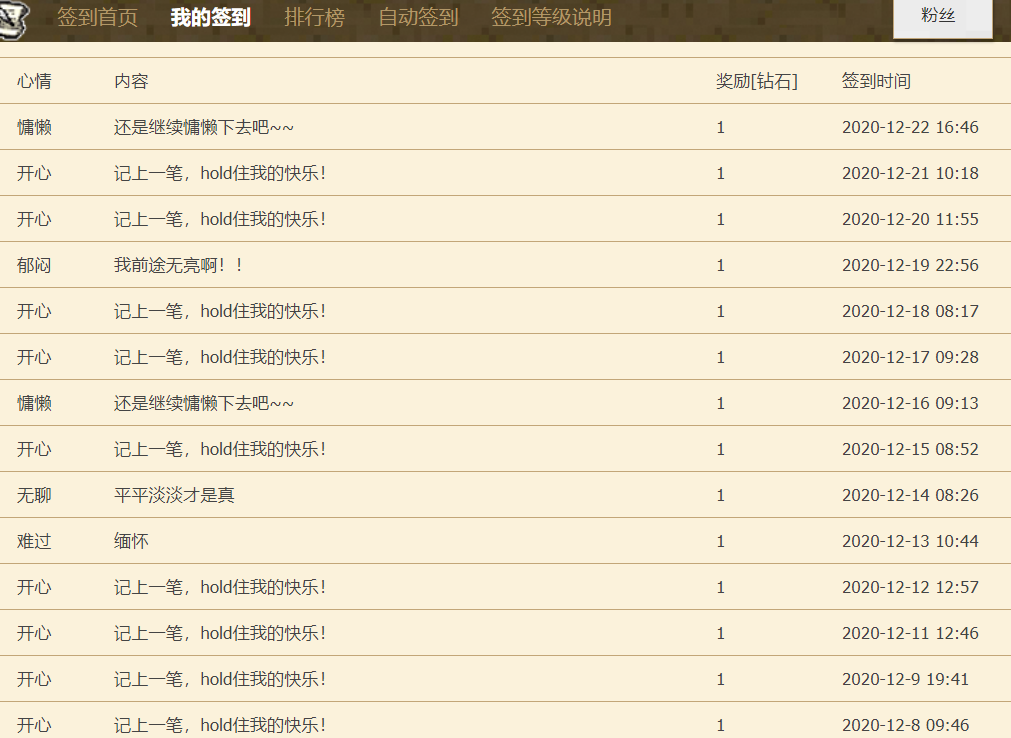 签到首页 我的签到 排行榜 自动签到 签到等级说明 粉丝
心情 内容 奖励[钻石] 签到时间
慵懒 还是继续慵懒下去吧~~ 1 2020-12-22 16:46
开心 记上一笔，hold住我的快乐！ 1 2020-12-21 10:18
开心 记上一笔，hold住我的快乐！ 1 2020-12-20 11:55
郁闷 我前途无亮啊！！ 1 2020-12-19 22:56
开心 记上一笔，hold住我的快乐！ 1 2020-12-18 08:17
开心 记上一笔，hold住我的快乐！ 1 2020-12-17 09:28
慵懒 还是继续慵懒下去吧~~ 1 2020-12-16 09:13
开心 记上一笔，hold住我的快乐！ 1 2020-12-15 08:52
无聊 平平淡淡才是真 1 2020-12-14 08:26
难过 缅怀 1 2020-12-13 10:44
开心 记上一笔，hold住我的快乐！ 1 2020-12-12 12:57
开心 记上一笔，hold住我的快乐！ 1 2020-12-11 12:46
开心 记上一笔，hold住我的快乐！ 1 2020-12-9 19:41
开心 记上一笔，hold住我的快乐！ 1 2020-12-8 09:46